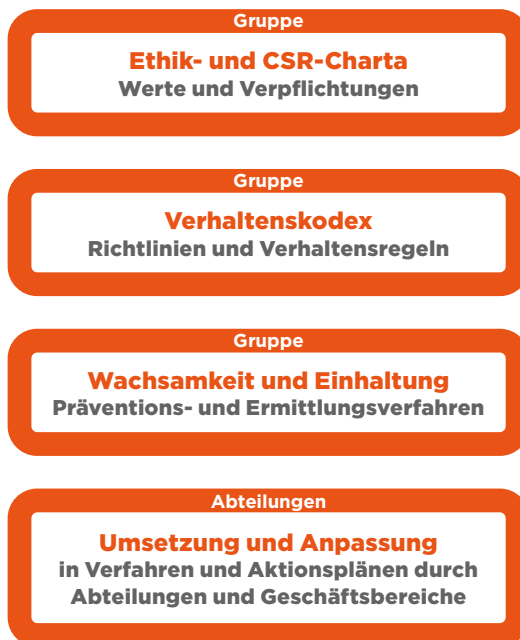 Gruppe
Ethik- und CSR-Charta
Werte und Verpflichtungen
Gruppe
Verhaltenskodex
Richtlinien und Verhaltensregeln
Gruppe
Wachsamkeit und Einhaltung
Präventions- und Ermittlungsverfahren
Abteilungen
Umsetzung und Anpassung
in Verfahren und Aktionsplänen durch
Abteilungen und Geschäftsbereiche